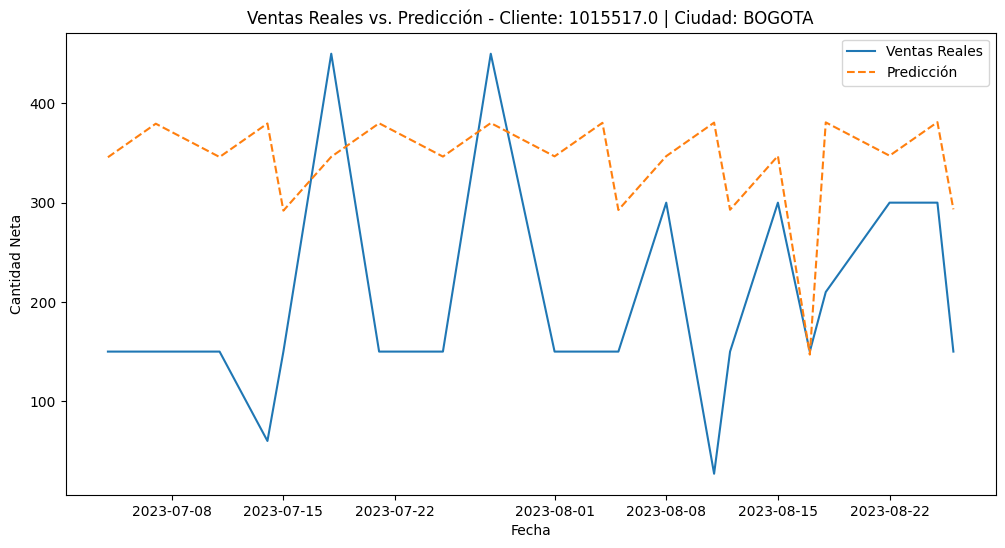 Ventas Reales vs. Predicción - Cliente: 1015517.0 | Ciudad: BOGOTA
Ventas Reales
Predicción
Cantidad Neta
400
300
200
100
2023-07-08
2023-07-15
2023-07-22
2023-08-01
2023-08-08
2023-08-15
2023-08-22
Fecha